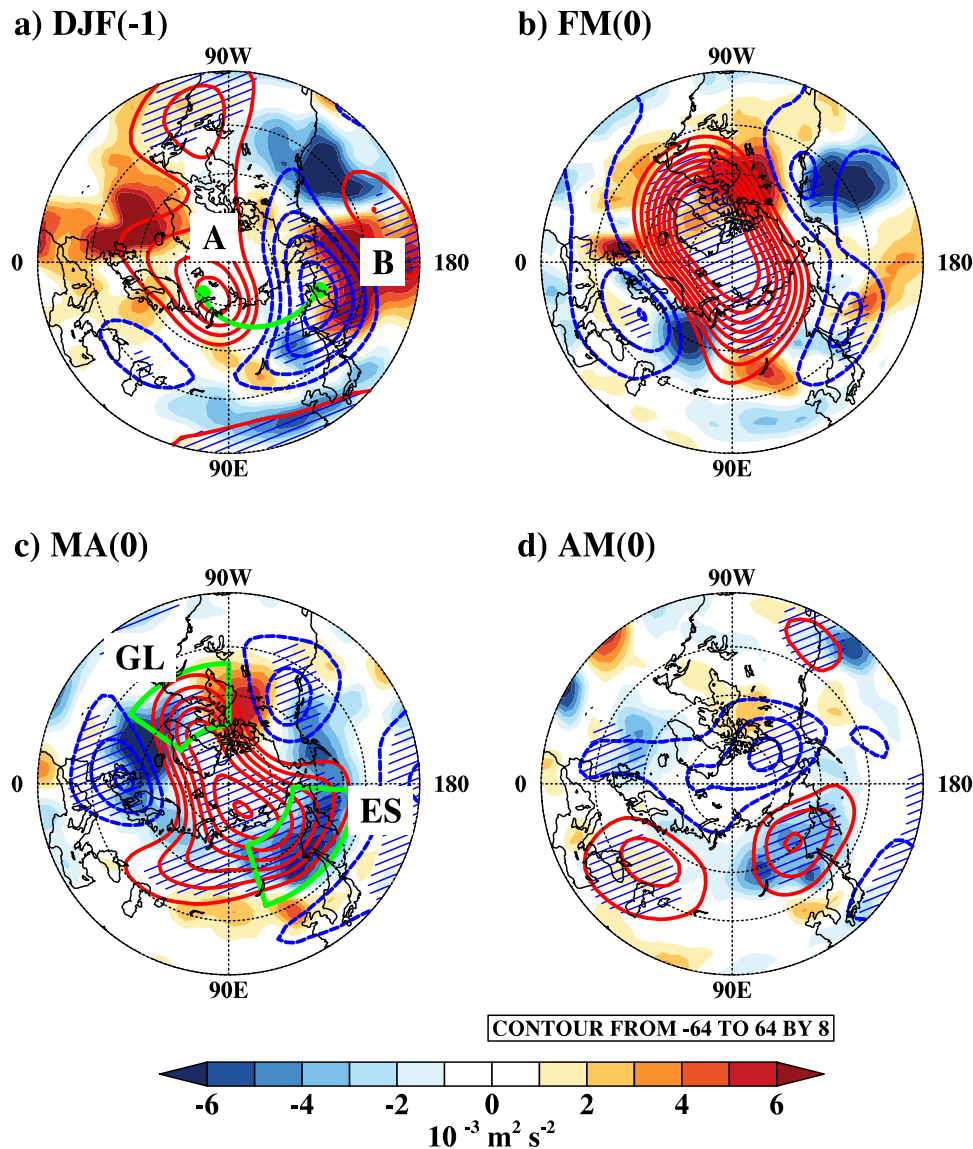 a) DJF(-1)
b) FM(0)
90W
90W
A
B
0
180
0
180
90E
90E
c) MA(0)
d) AM(0)
90W
90W
GL
ES
0
180
0
180
90E
90E
CONTOUR FROM -64 TO 64 BY 8
-6 -4 -2 0 2 4 6
10 -3 m2 s-2